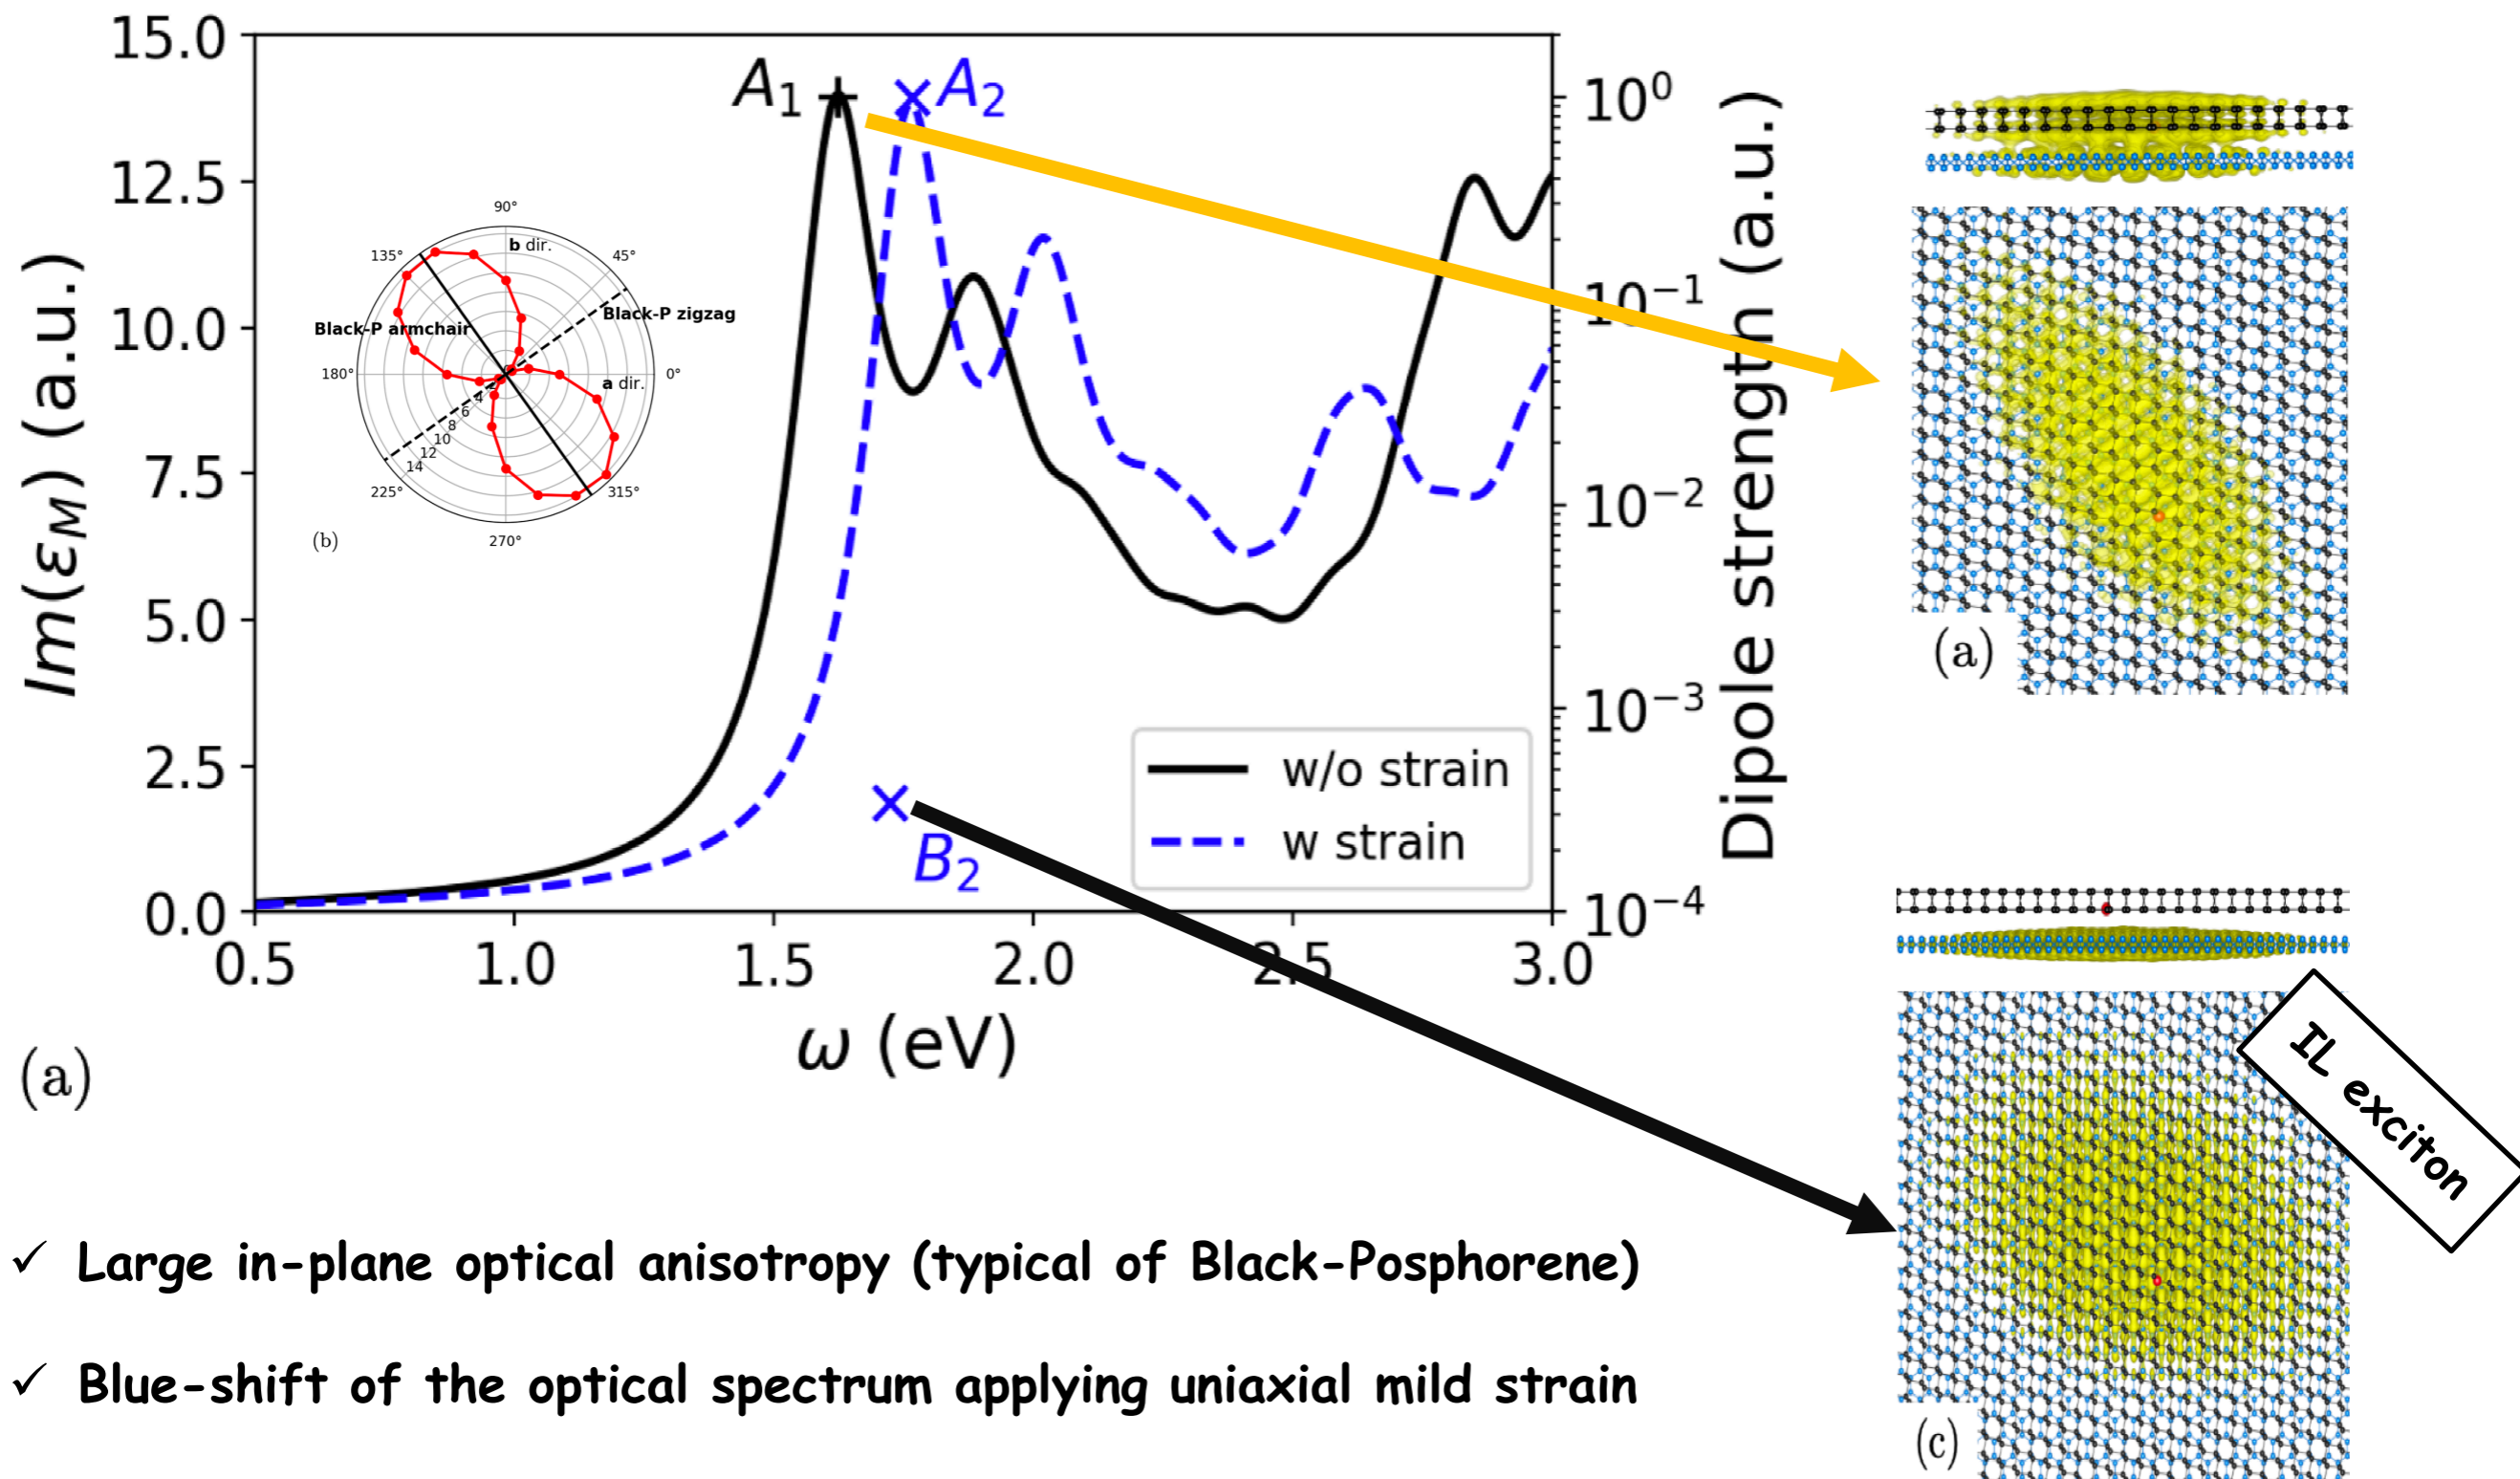 15.0
12.5
10.0
7.5
5.0
2.5
0.0
Im(εM) (a.u.)
A1
A2
B2
10^0
10^−1
10^−2
10^−3
10^−4
Dipole strength (a.u.)
90°
135°
b dir.
45°
Black-P armchair
Black-P zigzag
180°
a dir.
0°
4
6
8
10
12
14
225°
315°
270°
(b)
w/o strain
w strain
0.5 1.0 1.5 2.0 2.5 3.0
ω (eV)
(a)
(a)
IL exciton
(c)
✓ Large in-plane optical anisotropy (typical of Black-Posphorene)
✓ Blue-shift of the optical spectrum applying uniaxial mild strain